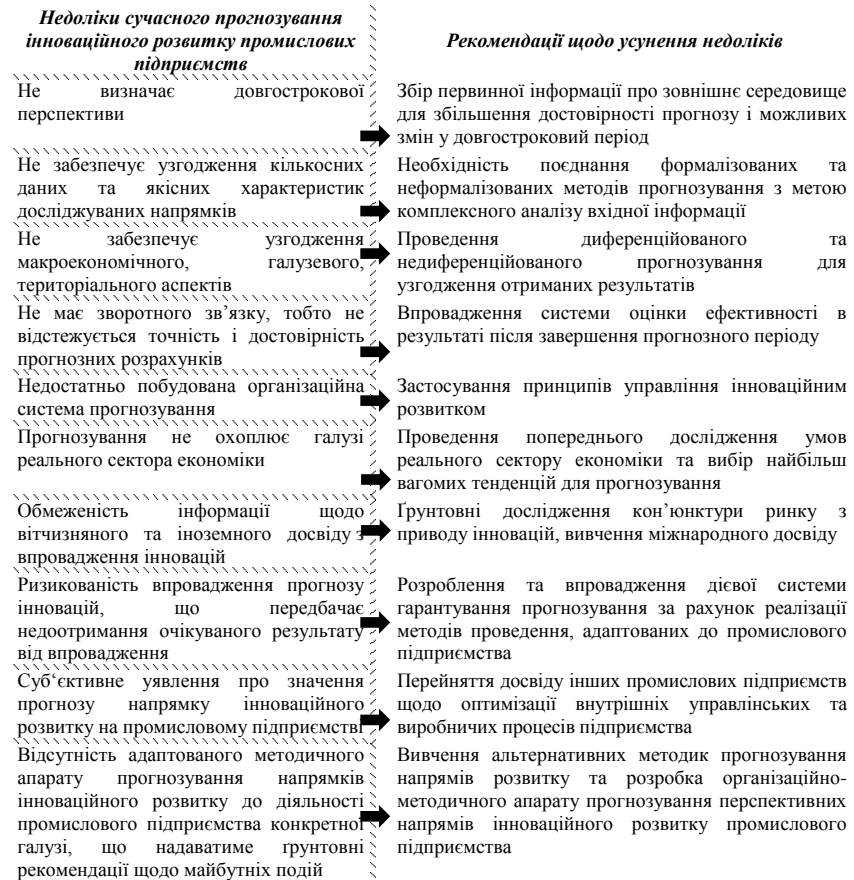 Недоліки сучасного прогнозування
інноваційного розвитку промислових
підприємств
Рекомендації щодо усунення недоліків
Не визначає довгострокової
перспективи
Збір первинної інформації про зовнішнє середовище
для збільшення достовірності прогнозу і можливих
змін у довгостроковий період
Не забезпечує узгодження кількосних
даних та якісних характеристик
досліджуваних напрямків
Необхідність поєднання формалізованих та
неформалізованих методів прогнозування з метою
комплексного аналізу вхідної інформації
Не забезпечує узгодження
макроекономічного, галузевого,
територіального аспектів
Проведення диференційованого та
недиференційованого прогнозування для
узгодження отриманих результатів
Не має зворотного зв’язку, тобто не
відстежується точність і достовірність
прогнозних розрахунків
Впровадження системи оцінки ефективності в
результаті після завершення прогнозного періоду
Недостатньо побудована організаційна
система прогнозування
Застосування принципів управління інноваційним
розвитком
Прогнозування не охоплює галузі
реального сектора економіки
Проведення попереднього дослідження умов
реального сектору економіки та вибір найбільш
вагомих тенденцій для прогнозування
Обмеженість інформації щодо
вітчизняного та іноземного досвіду з
впровадження інновацій
Ґрунтовні дослідження кон’юнктури ринку з
приводу інновацій, вивчення міжнародного досвіду
Ризикованість впровадження прогнозу
інновацій, що передбачає
недоотримання очікуваного результату
від впровадження
Розроблення та впровадження дієвої системи
гарантування прогнозування за рахунок реалізації
методів проведення, адаптованих до промислового
підприємства
Суб‘єктивне уявлення про значення
прогнозу напрямку інноваційного
розвитку на промисловому підприємстві
Перейняття досвіду інших промислових підприємств
щодо оптимізації внутрішніх управлінських та
виробничих процесів підприємства
Відсутність адаптованого методичного
апарату прогнозування напрямків
інноваційного розвитку до діяльності
промислового підприємства конкретної
галузі, що надаватиме ґрунтовні
рекомендації щодо майбутніх подій
Вивчення альтернативних методик прогнозування
напрямів розвитку та розробка організаційно-
методичного апарату прогнозування перспективних
напрямів інноваційного розвитку промислового
підприємства